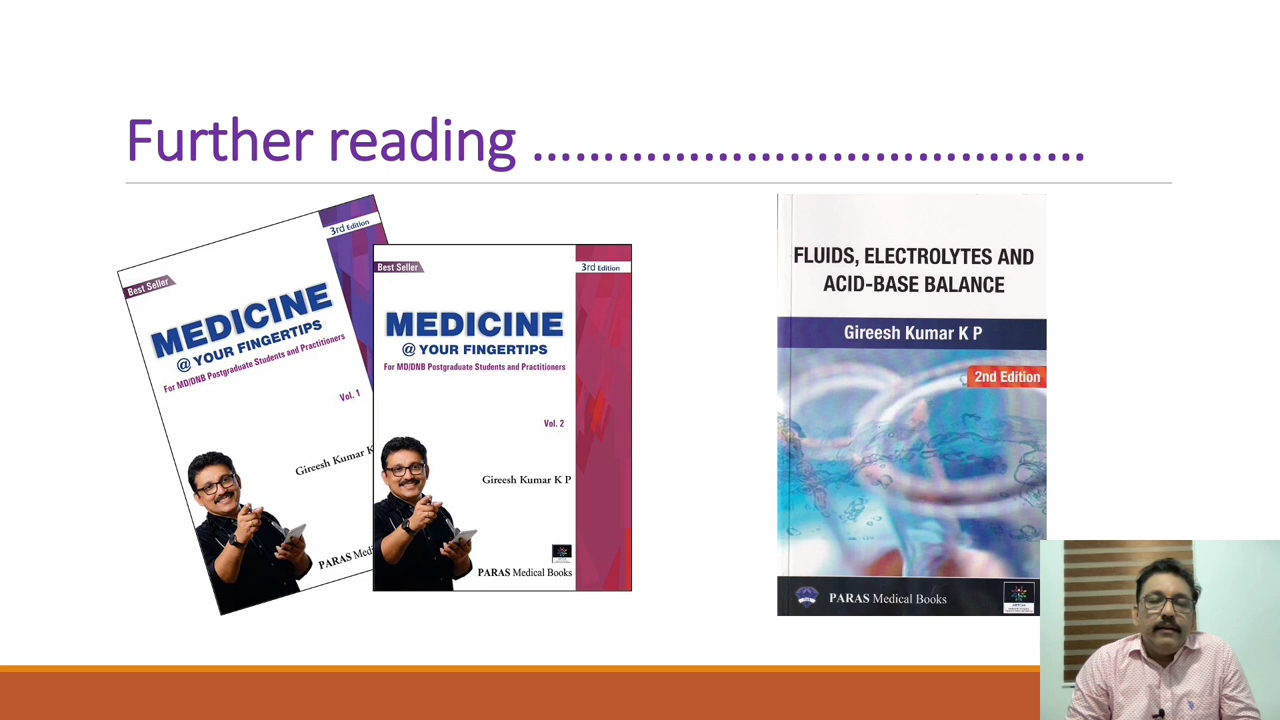 Further reading .......................................
Best Seller
3rd Edition
MEDICINE
@ YOUR FINGERTIPS
For MD/DNB Postgraduate Students and Practitioners
Vol. 1
Gireesh Kumar K
PARAS Medi
Best Seller
3rd Edition
MEDICINE
@ YOUR FINGERTIPS
For MD/DNB Postgraduate Students and Practitioners
Vol. 2
Gireesh Kumar K P
PARAS Medical Books
FLUIDS, ELECTROLYTES AND
ACID-BASE BALANCE
Gireesh Kumar K P
2nd Edition
PARAS Medical Books